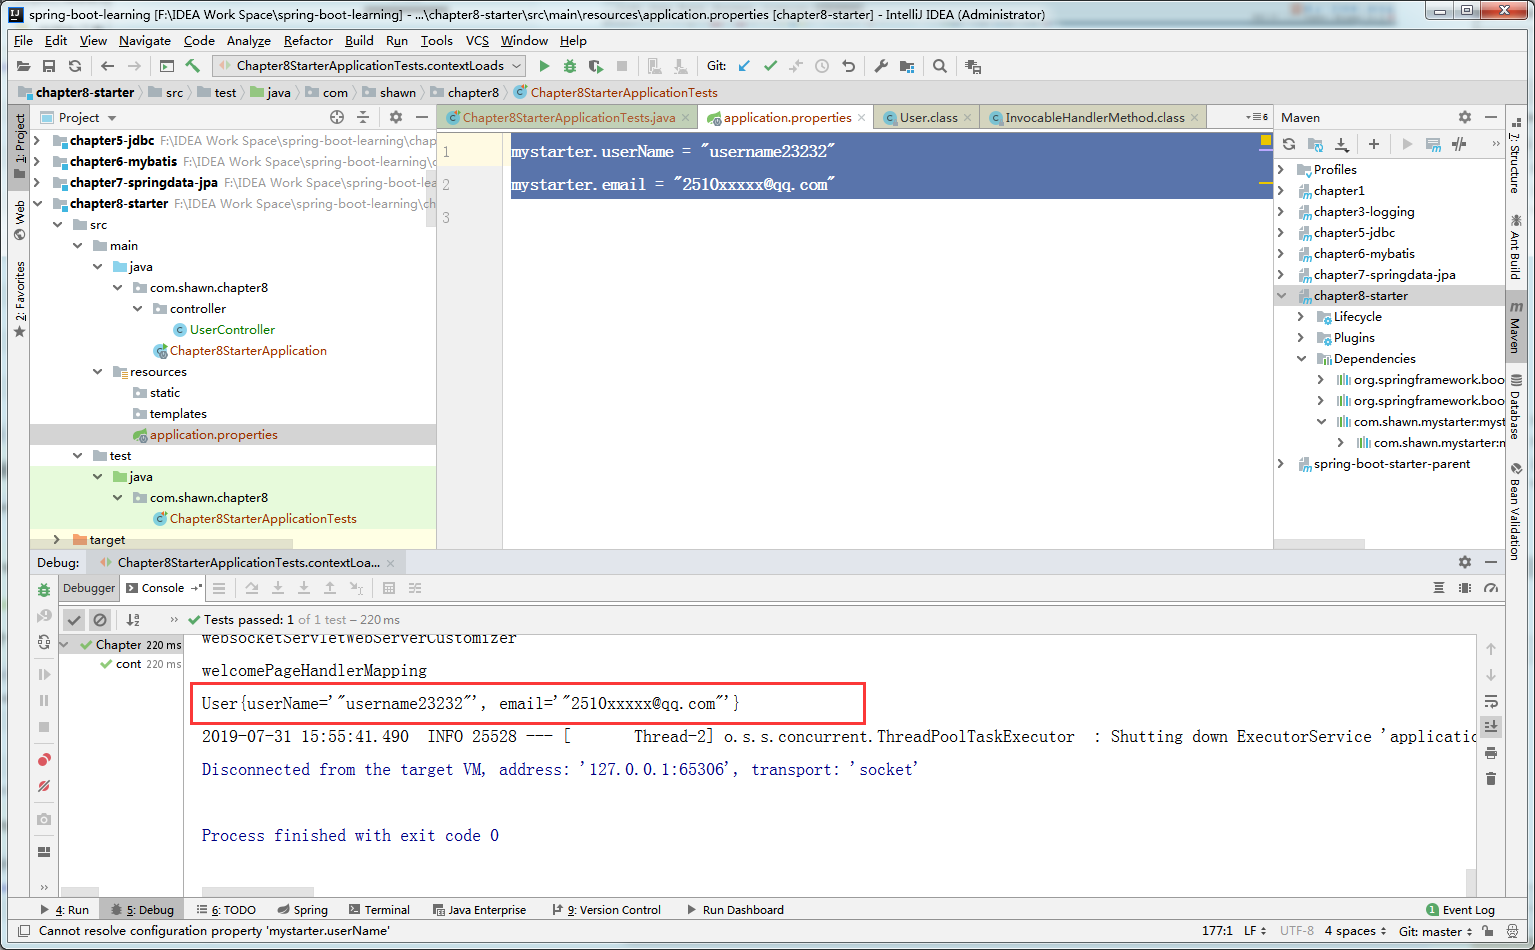 spring-boot-learning [F:\IDEA Work Space\spring-boot-learning] - ...\chapter8-starter\src\main\resources\application.properties [chapter8-starter] - IntelliJ IDEA (Administrator)
File Edit View Navigate Code Analyze Refactor Build Run Tools VCS Window Help
Chapter8StarterApplicationTests.contextLoads Git:
chapter8-starter src test java com shawn chapter8 Chapter8StarterApplicationTests
1: Project
Web
2: Favorites
Project
chapter5-jdbc F:\IDEA Work Space\spring-boot-learning\chap
chapter6-mybatis F:\IDEA Work Space\spring-boot-learning\c
chapter7-springdata-jpa F:\IDEA Work Space\spring-boot-lea
chapter8-starter F:\IDEA Work Space\spring-boot-learning\ch
src
main
java
com.shawn.chapter8
controller
UserController
Chapter8StarterApplication
resources
static
templates
application.properties
test
java
com.shawn.chapter8
Chapter8StarterApplicationTests
target
Chapter8StarterApplicationTests.java application.properties User.class InvocableHandlerMethod.class 6
1 mystarter.userName = "username23232"
2 mystarter.email = "2510xxxxx@qq.com"
3
Maven
Profiles
chapter1
chapter3-logging
chapter5-jdbc
chapter6-mybatis
chapter7-springdata-jpa
chapter8-starter
Lifecycle
Plugins
Dependencies
org.springframework.boo
org.springframework.boo
com.shawn.mystarter:myst
com.shawn.mystarter:m
spring-boot-starter-parent
7: Structure
Ant Build
Maven
Database
Bean Validation
Debug: Chapter8StarterApplicationTests.contextLoa...
Debugger Console
Tests passed: 1 of 1 test – 220 ms
Chapter 220 ms
cont 220 ms
websocketServletWebServerCustomizer
welcomePageHandlerMapping
User{userName='"username23232"', email='"2510xxxxx@qq.com"'}
2019-07-31 15:55:41.490 INFO 25528 --- [ Thread-2] o.s.s.concurrent.ThreadPoolTaskExecutor : Shutting down ExecutorService 'applicatio
Disconnected from the target VM, address: '127.0.0.1:65306', transport: 'socket'
Process finished with exit code 0
4: Run 5: Debug 6: TODO Spring Terminal Java Enterprise 9: Version Control Run Dashboard 1 Event Log
Cannot resolve configuration property 'mystarter.userName' 177:1 LF UTF-8 4 spaces Git: master